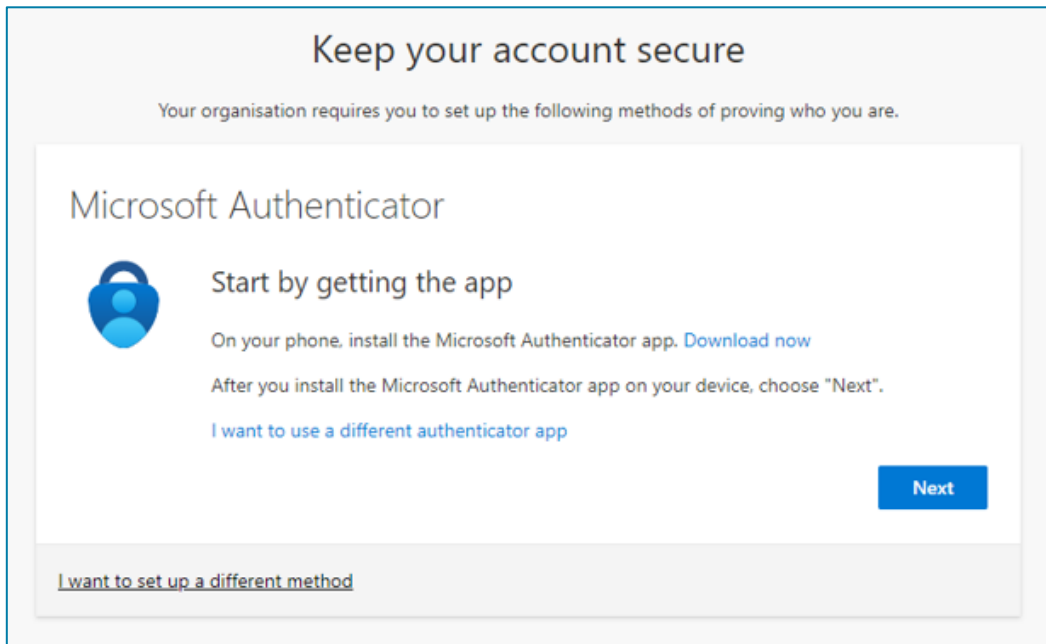 Keep your account secure
Your organisation requires you to set up the following methods of proving who you are.
Microsoft Authenticator
Start by getting the app
On your phone, install the Microsoft Authenticator app. Download now
After you install the Microsoft Authenticator app on your device, choose "Next".
I want to use a different authenticator app
Next
I want to set up a different method